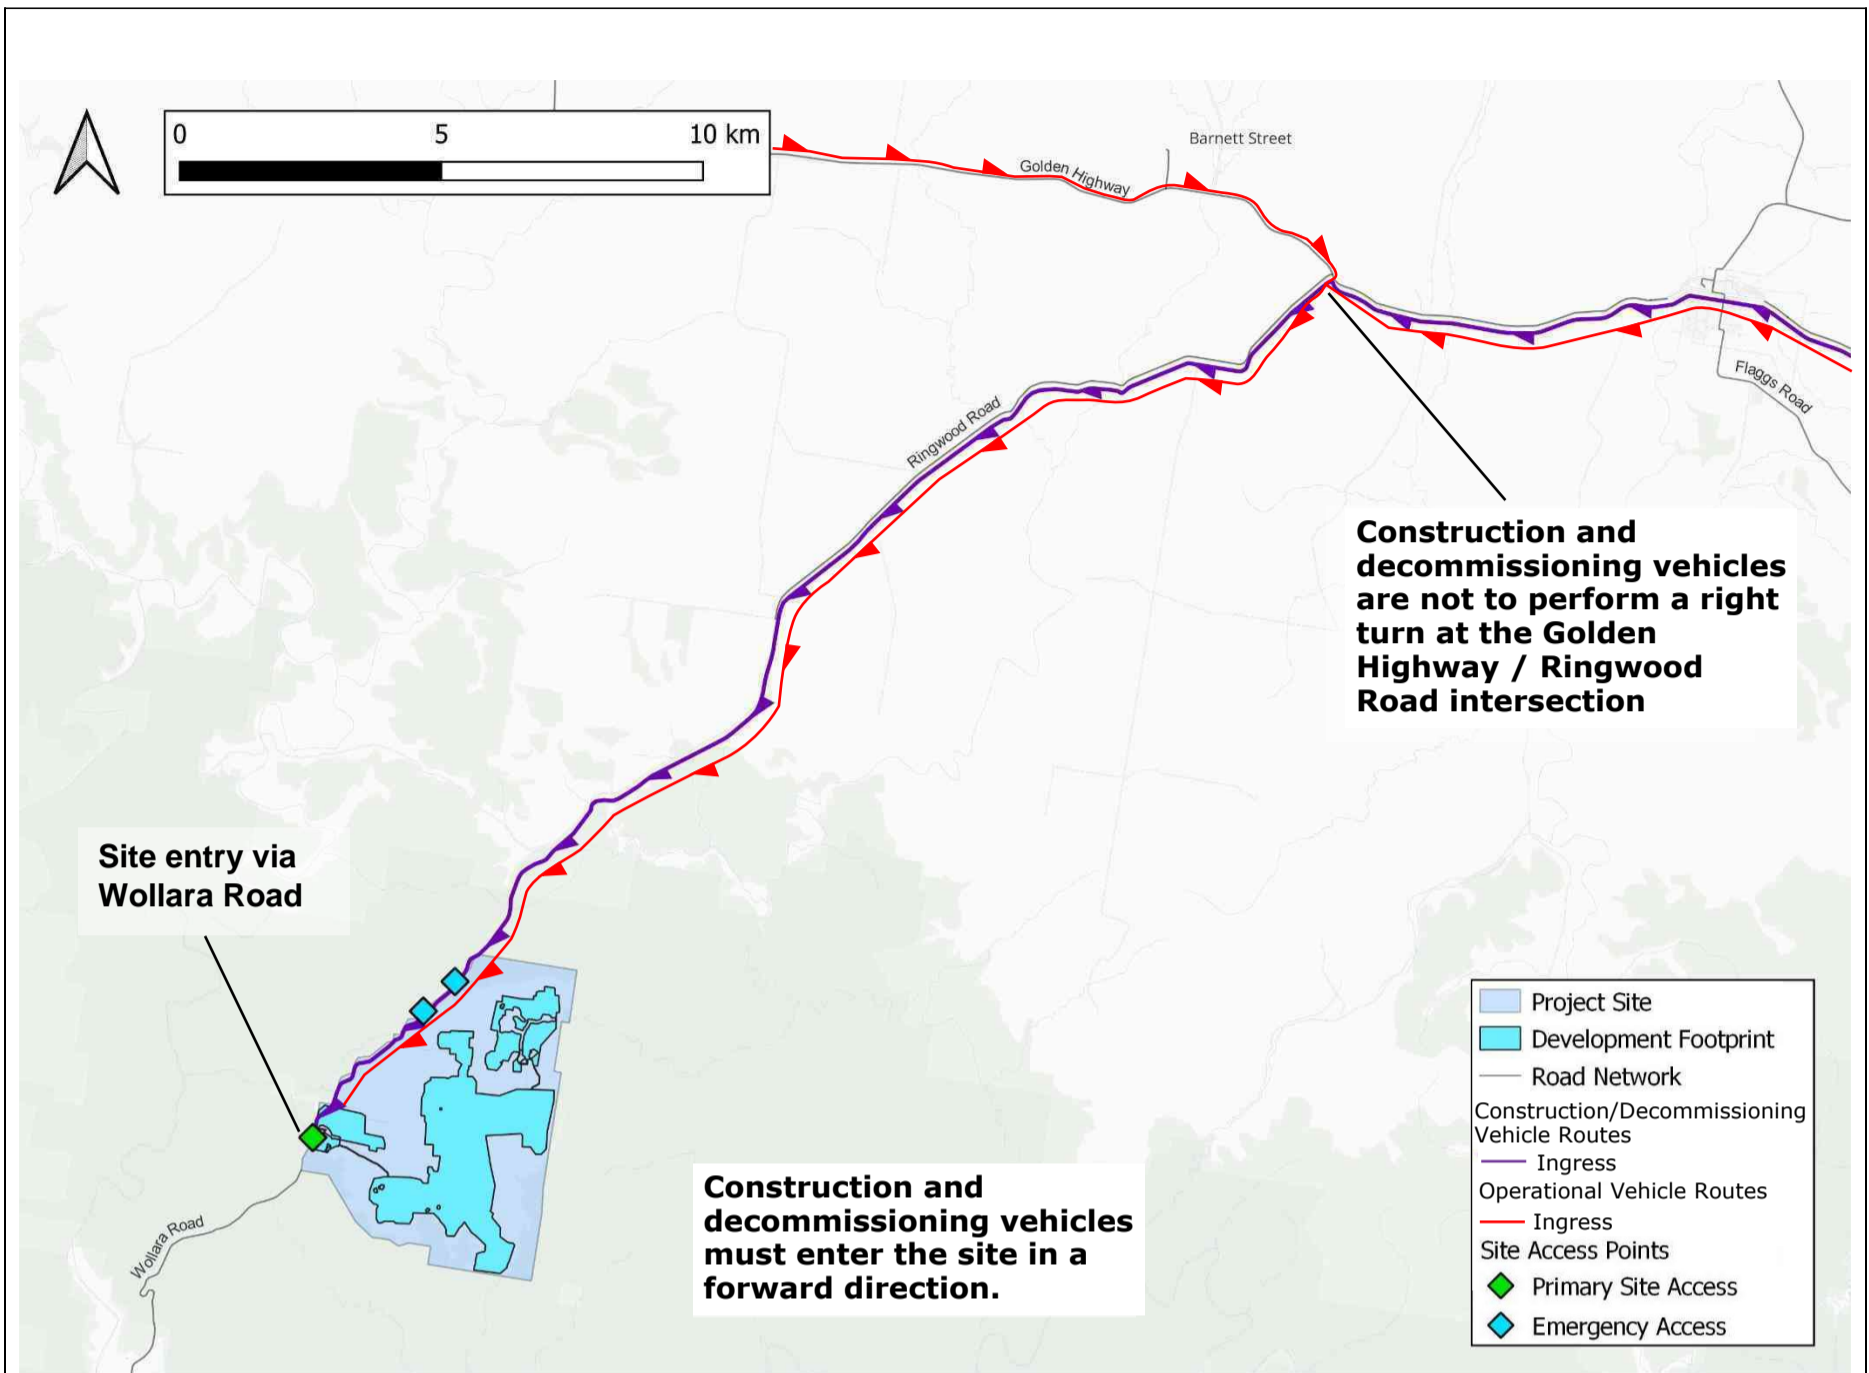 0 5 10 km
Barnett Street
Golden Highway
Ringwood Road
Flaggs Road
Construction and
decommissioning vehicles
are not to perform a right
turn at the Golden
Highway / Ringwood
Road intersection
Site entry via
Wollara Road
Wollara Road
Construction and
decommissioning vehicles
must enter the site in a
forward direction.
Project Site
Development Footprint
Road Network
Construction/Decommissioning
Vehicle Routes
Ingress
Operational Vehicle Routes
Ingress
Site Access Points
Primary Site Access
Emergency Access